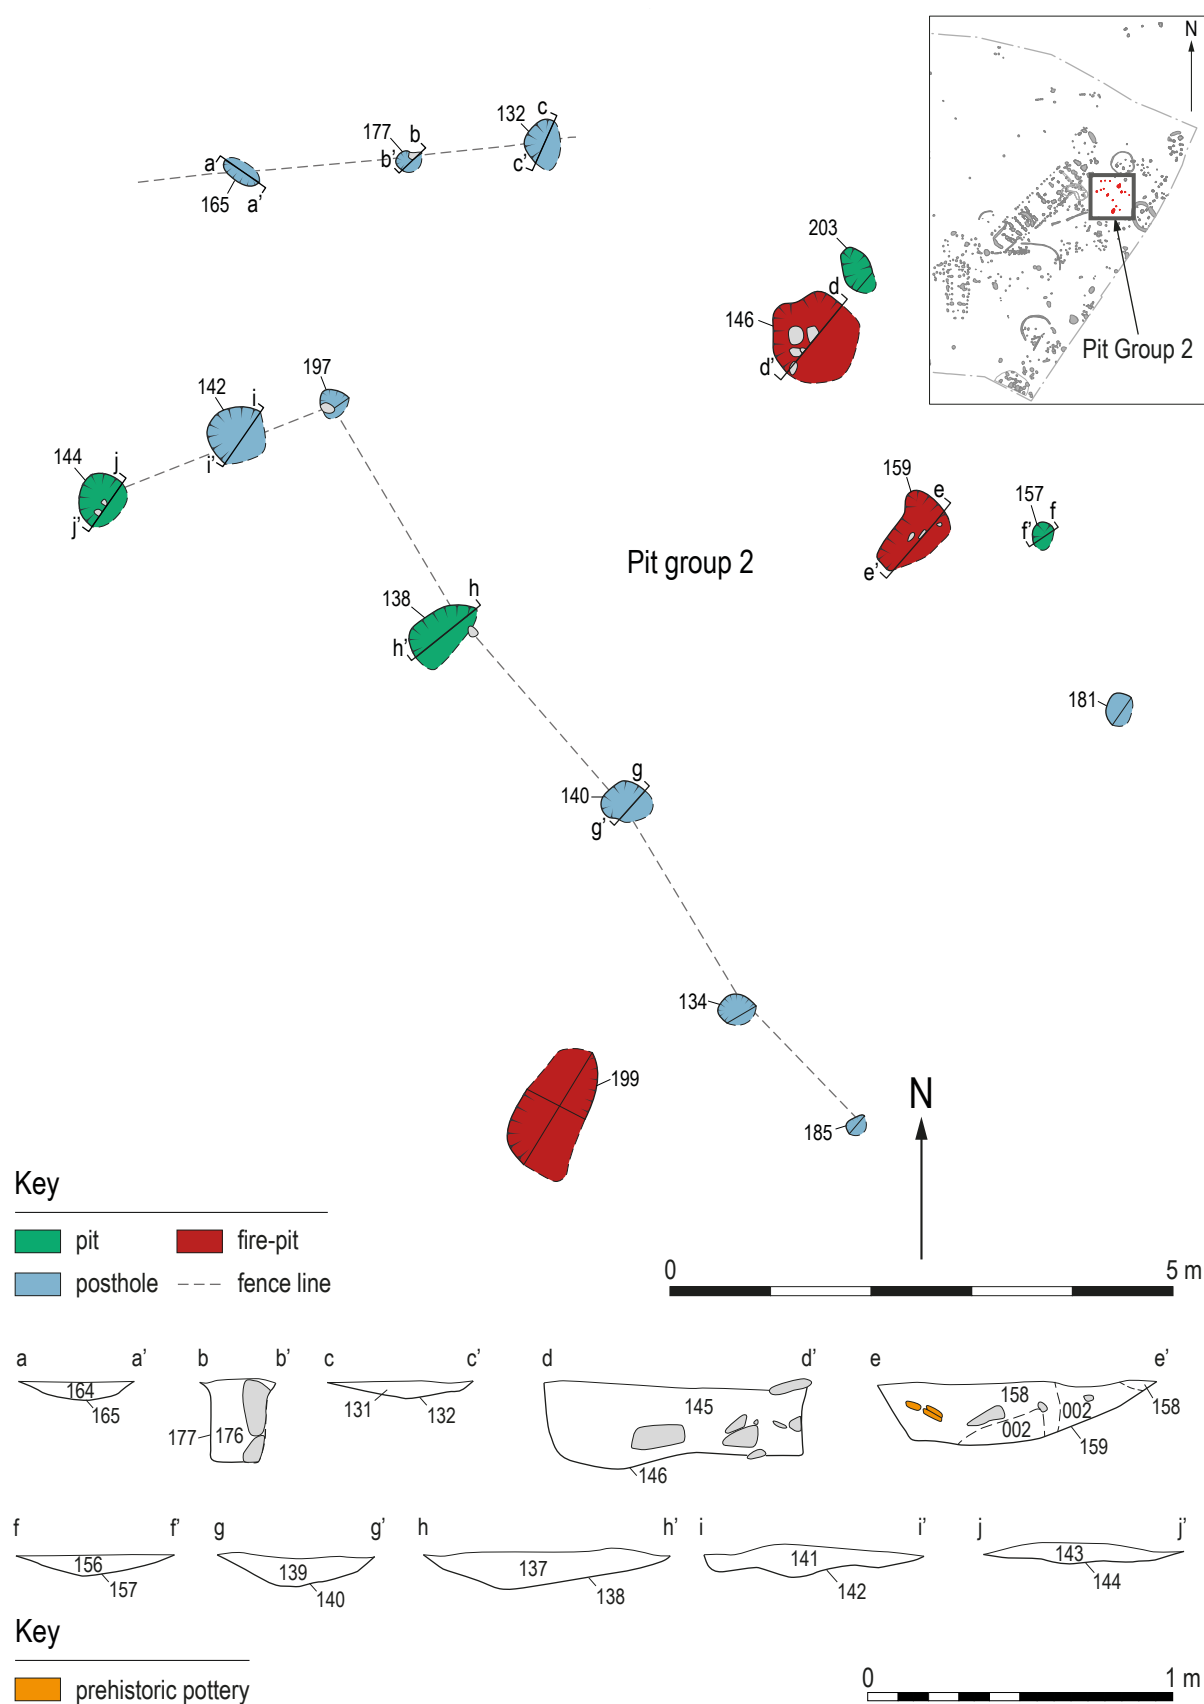 N
c
132
177
b
a
b'
c'
165
a'
203
d
146
d'
Pit Group 2
197
142
i
144
j
i'
j'
159
e
157
f
f'
Pit group 2
e'
138
h
h'
181
g
140
g'
134
199
N
185
Key
pit
fire-pit
posthole
fence line
0
5 m
a a' b b' c c' d d' e e'
164
165
177
176
131
132
145
146
158
002
002
158
159
f f' g g' h h' i i' j j'
156
157
139
140
137
138
141
142
143
144
Key
prehistoric pottery
0
1 m